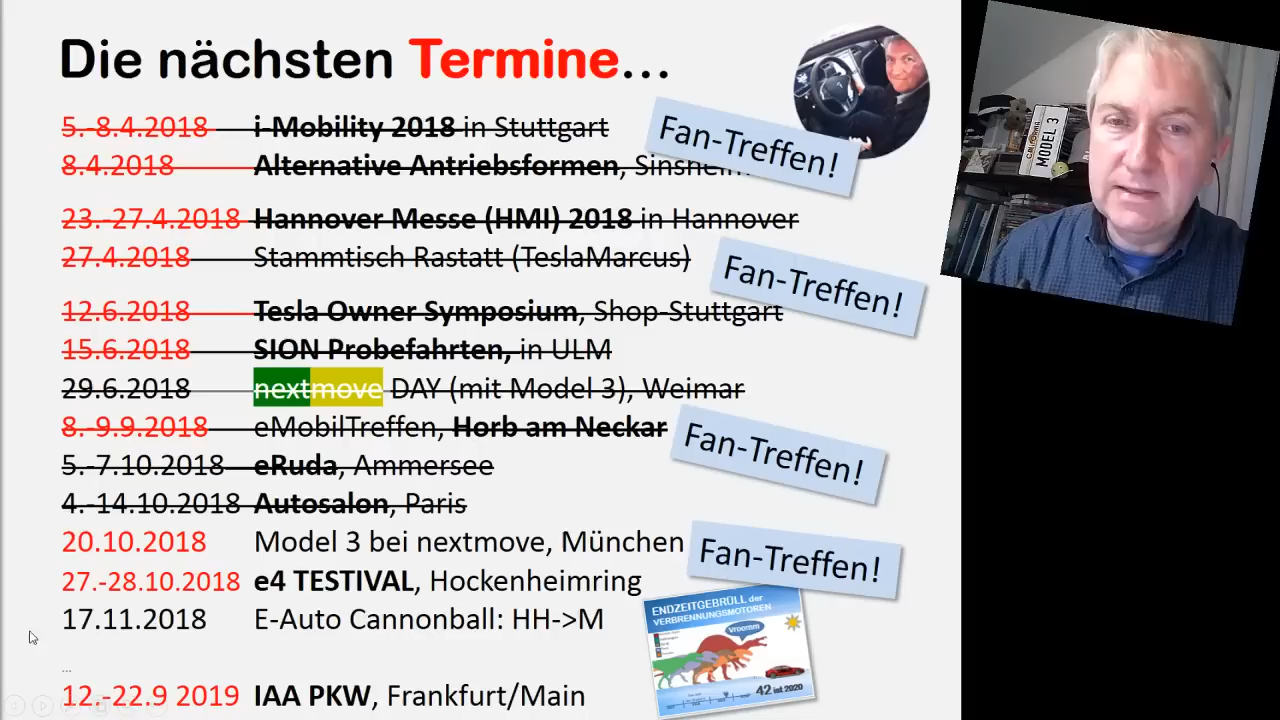 Die nächsten Termine...
5.-8.4.2018 i-Mobility 2018 in Stuttgart
8.4.2018 Alternative Antriebsformen, Sinsheim
Fan-Treffen!
23.-27.4.2018 Hannover Messe (HMI) 2018 in Hannover
27.4.2018 Stammtisch Rastatt (TeslaMarcus)
Fan-Treffen!
12.6.2018 Tesla Owner Symposium, Shop-Stuttgart
15.6.2018 SION Probefahrten, in ULM
29.6.2018 nextmove DAY (mit Model 3), Weimar
8.-9.9.2018 eMobilTreffen, Horb am Neckar
Fan-Treffen!
5.-7.10.2018 eRuda, Ammersee
4.-14.10.2018 Autosalon, Paris
20.10.2018 Model 3 bei nextmove, München
Fan-Treffen!
27.-28.10.2018 e4 TESTIVAL, Hockenheimring
17.11.2018 E-Auto Cannonball: HH->M
...
12.-22.9 2019 IAA PKW, Frankfurt/Main
ENDZEITGEBRÜLL der
VERBRENNUNGSMOTOREN
Vroomm
42 ist 2020
MODEL 3